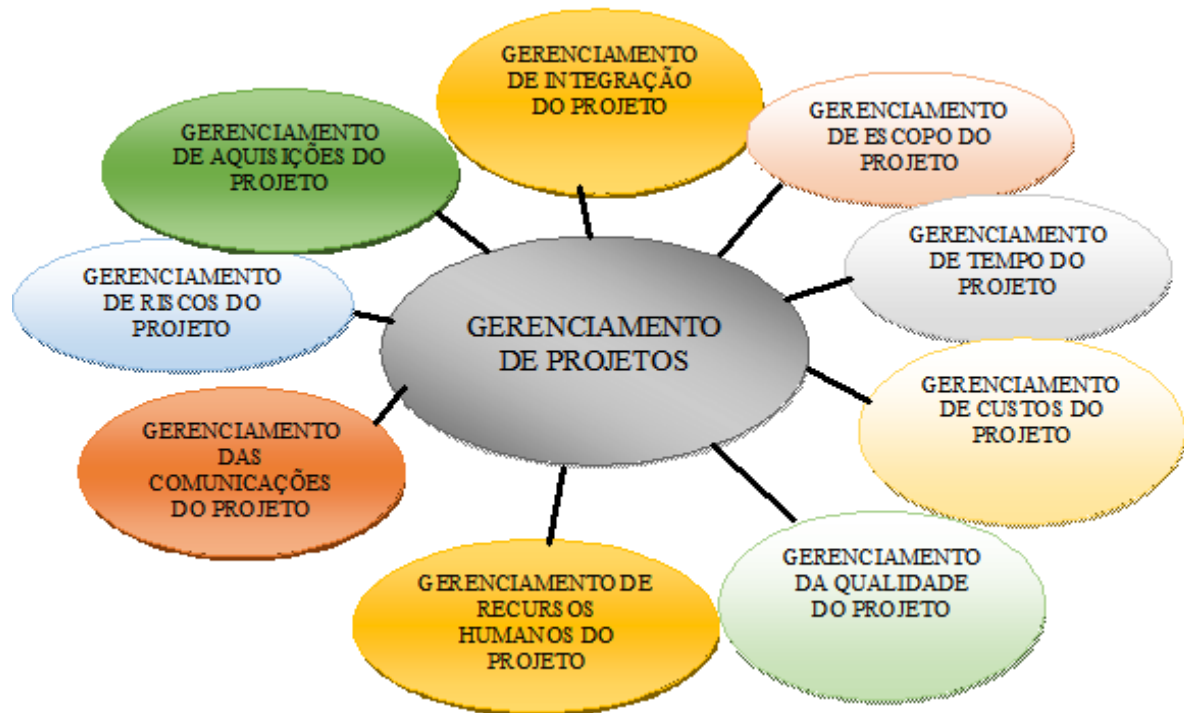 GERENCIAMENTO
DE INTEGRAÇÃO
DO PROJETO
GERENCIAMENTO
DE ESCOPO DO
PROJETO
GERENCIAMENTO
DE TEMPO DO
PROJETO
GERENCIAMENTO
DE CUSTOS DO
PROJETO
GERENCIAMENTO
DA QUALIDADE
DO PROJETO
GERENCIAMENTO DE
RECURSOS
HUMANOS DO
PROJETO
GERENCIAMENTO
DAS
COMUNICAÇÕES
DO PROJETO
GERENCIAMENTO
DE RISCOS DO
PROJETO
GERENCIAMENTO
DE AQUISIÇÕES DO
PROJETO
GERENCIAMENTO
DE PROJETOS